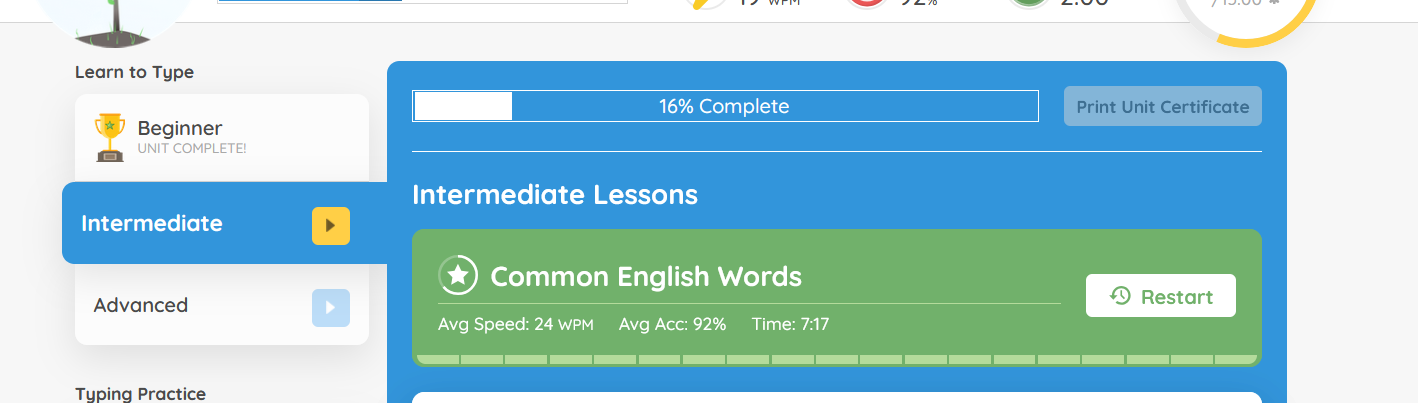 19 WPM
92%
2:00
/15:00
Learn to Type
Beginner
UNIT COMPLETE!
Intermediate
Advanced
Typing Practice
16% Complete
Print Unit Certificate
Intermediate Lessons
Common English Words
Restart
Avg Speed: 24 WPM Avg Acc: 92% Time: 7:17